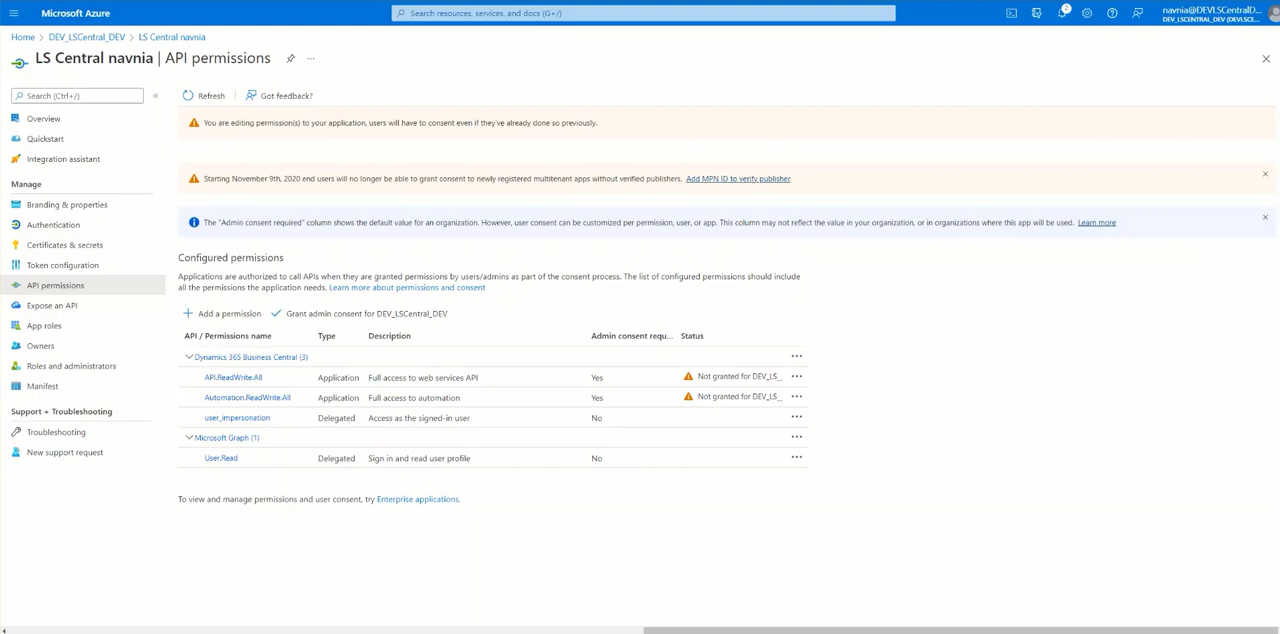 Microsoft Azure
Search resources, services, and docs (G+/)
2
navnia@DEVLSCentralD...
DEV_LSCENTRAL_DEV (DEVLSCE...
Home > DEV_LSCentral_DEV > LS Central navnia
LS Central navnia | API permissions
Search (Ctrl+/)
Refresh
Got feedback?
Overview
Quickstart
Integration assistant
Manage
Branding & properties
Authentication
Certificates & secrets
Token configuration
API permissions
Expose an API
App roles
Owners
Roles and administrators
Manifest
Support + Troubleshooting
Troubleshooting
New support request
You are editing permission(s) to your application, users will have to consent even if they've already done so previously.
Starting November 9th, 2020 end users will no longer be able to grant consent to newly registered multitenant apps without verified publishers. Add MPN ID to verify publisher
The "Admin consent required" column shows the default value for an organization. However, user consent can be customized per permission, user, or app. This column may not reflect the value in your organization, or in organizations where this app will be used. Learn more
Configured permissions
Applications are authorized to call APIs when they are granted permissions by users/admins as part of the consent process. The list of configured permissions should include
all the permissions the application needs. Learn more about permissions and consent
Add a permission Grant admin consent for DEV_LSCentral_DEV
API / Permissions name Type Description Admin consent requ... Status
Dynamics 365 Business Central (3)
API.ReadWrite.All Application Full access to web services API Yes Not granted for DEV_LS_
Automation.ReadWrite.All Application Full access to automation Yes Not granted for DEV_LS_
user_impersonation Delegated Access as the signed-in user No
Microsoft Graph (1)
User.Read Delegated Sign in and read user profile No
To view and manage permissions and user consent, try Enterprise applications.